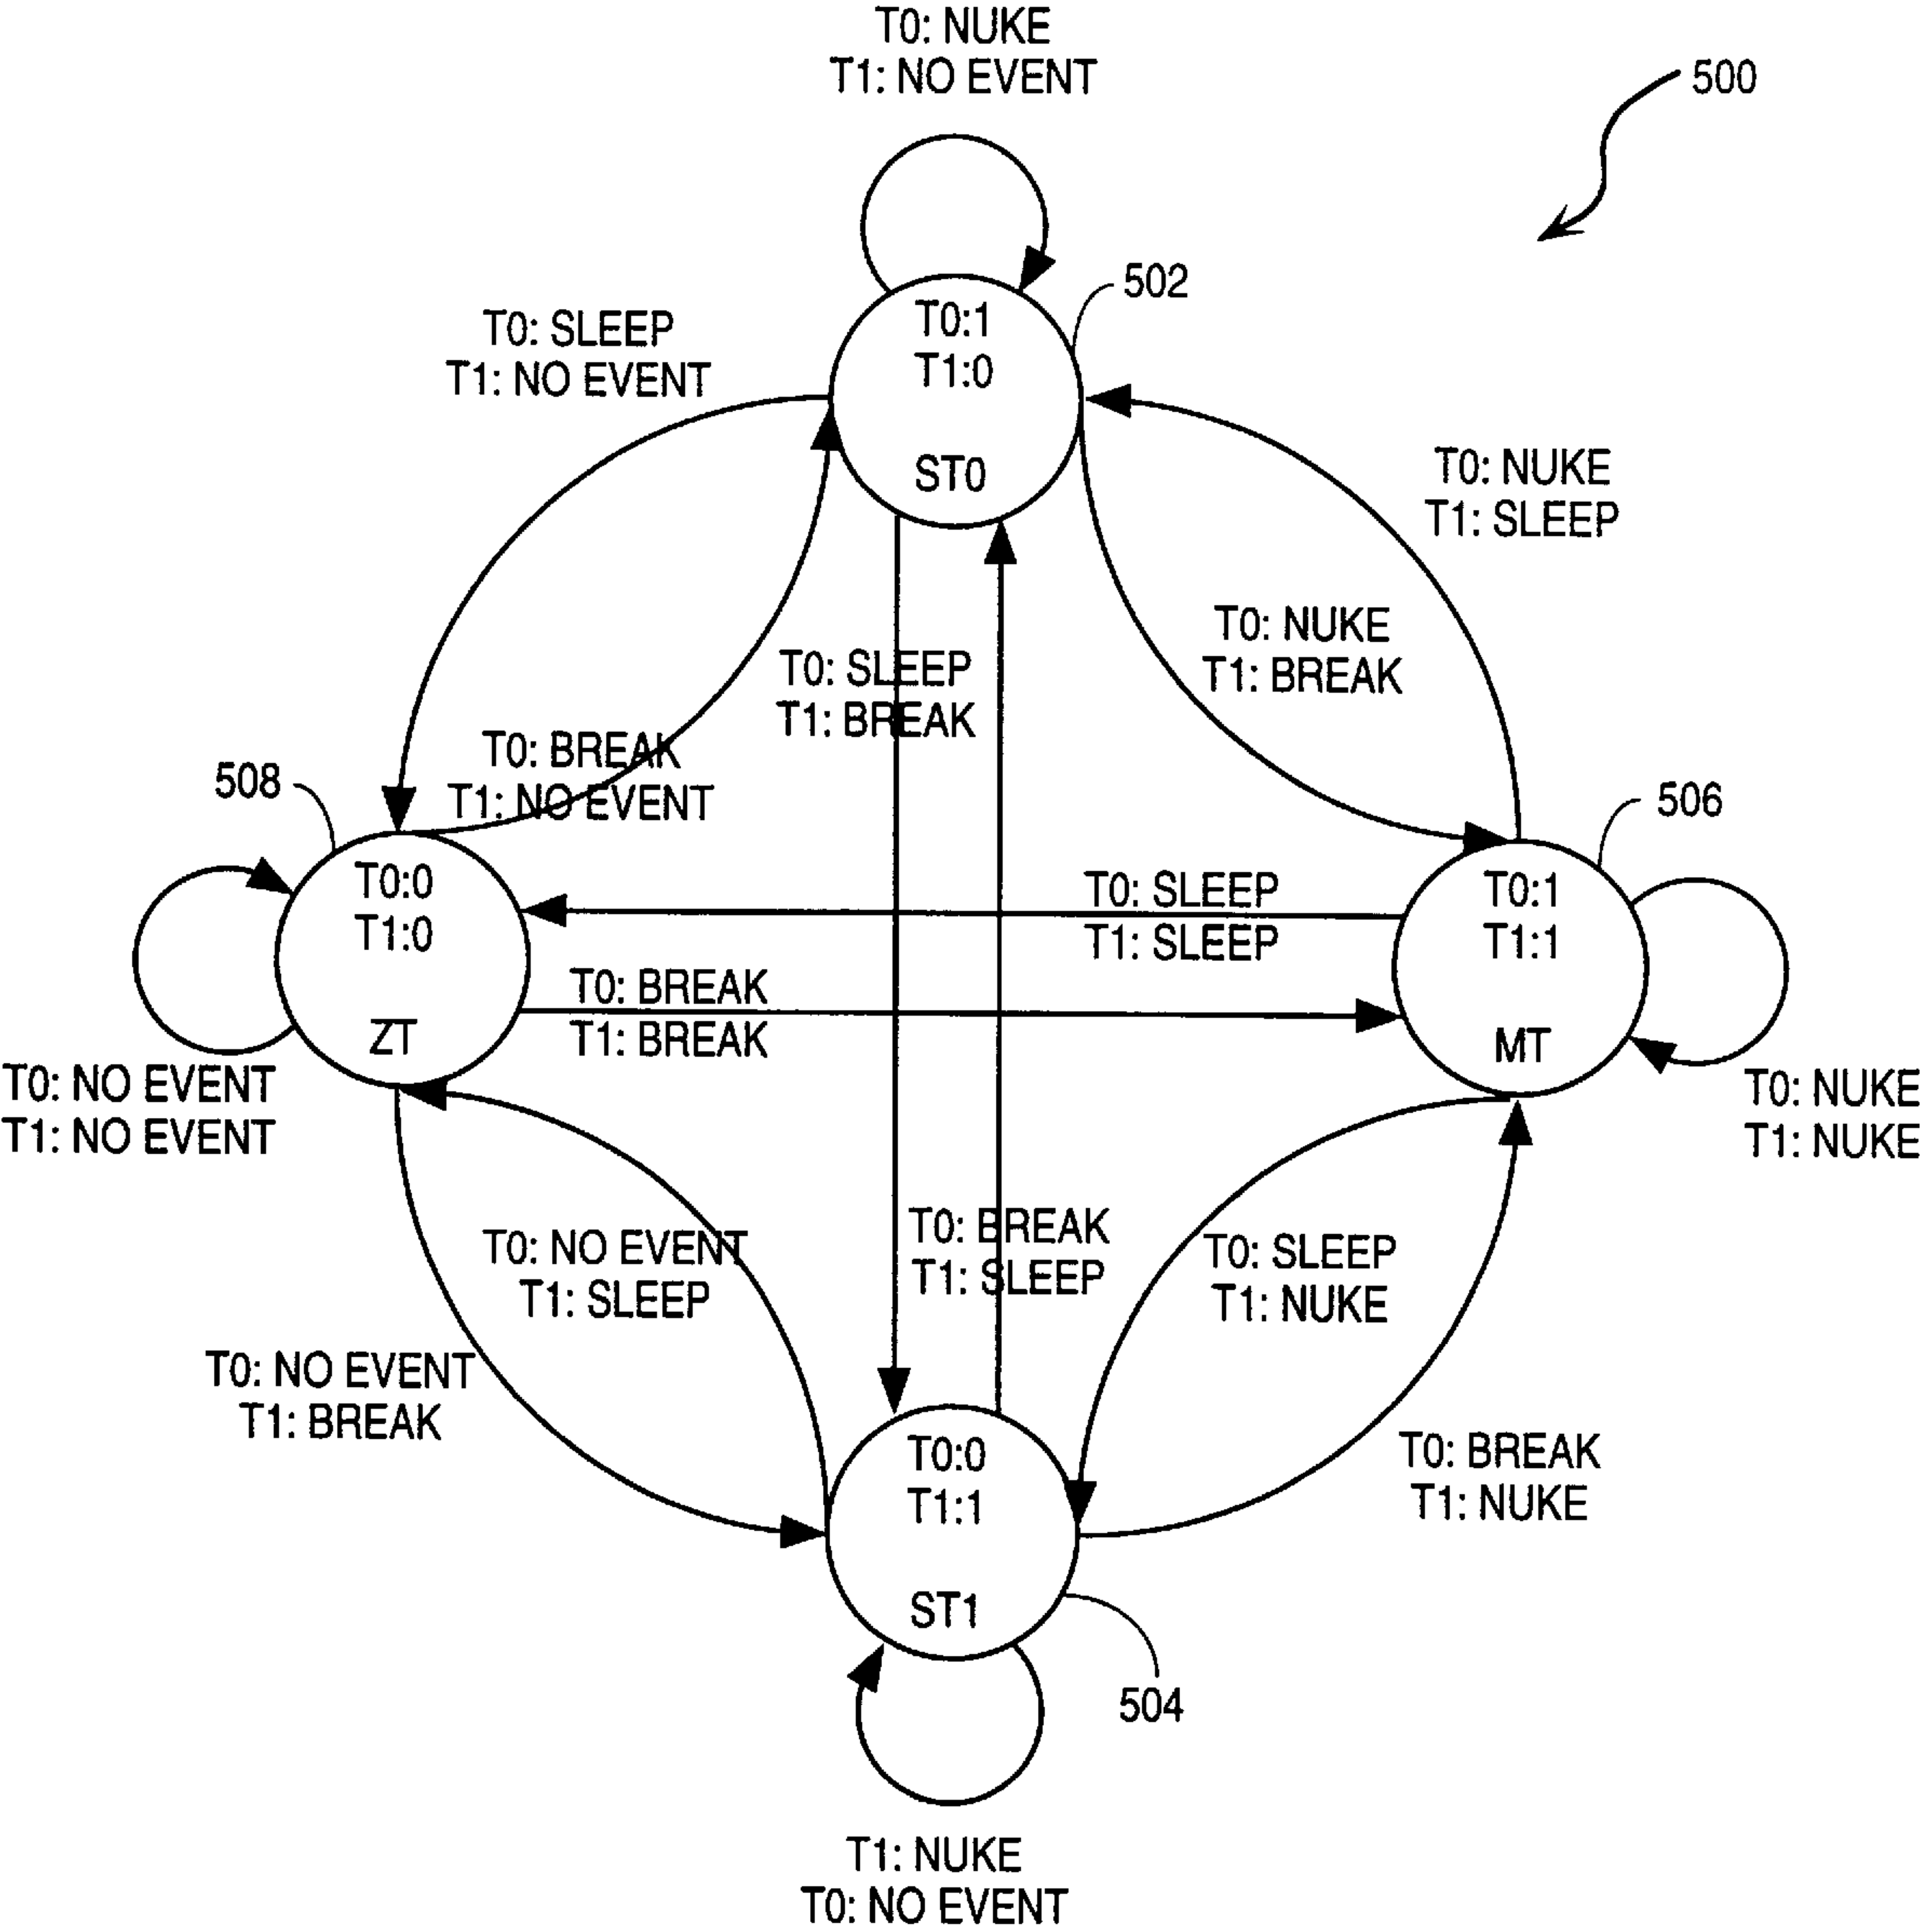 T0: NUKE
T1: NO EVENT
500
502
T0:1
T1:0
ST0
T0: SLEEP
T1: NO EVENT
T0: NUKE
T1: SLEEP
T0: NUKE
T1: BREAK
T0: SLEEP
T1: BREAK
T0: BREAK
T1: NO EVENT
508
506
T0:0
T1:0
ZT
T0: SLEEP
T1: SLEEP
T0:1
T1:1
MT
T0: BREAK
T1: BREAK
T0: NO EVENT
T1: NO EVENT
T0: NUKE
T1: NUKE
T0: NO EVENT
T1: SLEEP
T0: BREAK
T1: SLEEP
T0: SLEEP
T1: NUKE
T0: NO EVENT
T1: BREAK
T0: BREAK
T1: NUKE
T0:0
T1:1
ST1
504
T1: NUKE
T0: NO EVENT